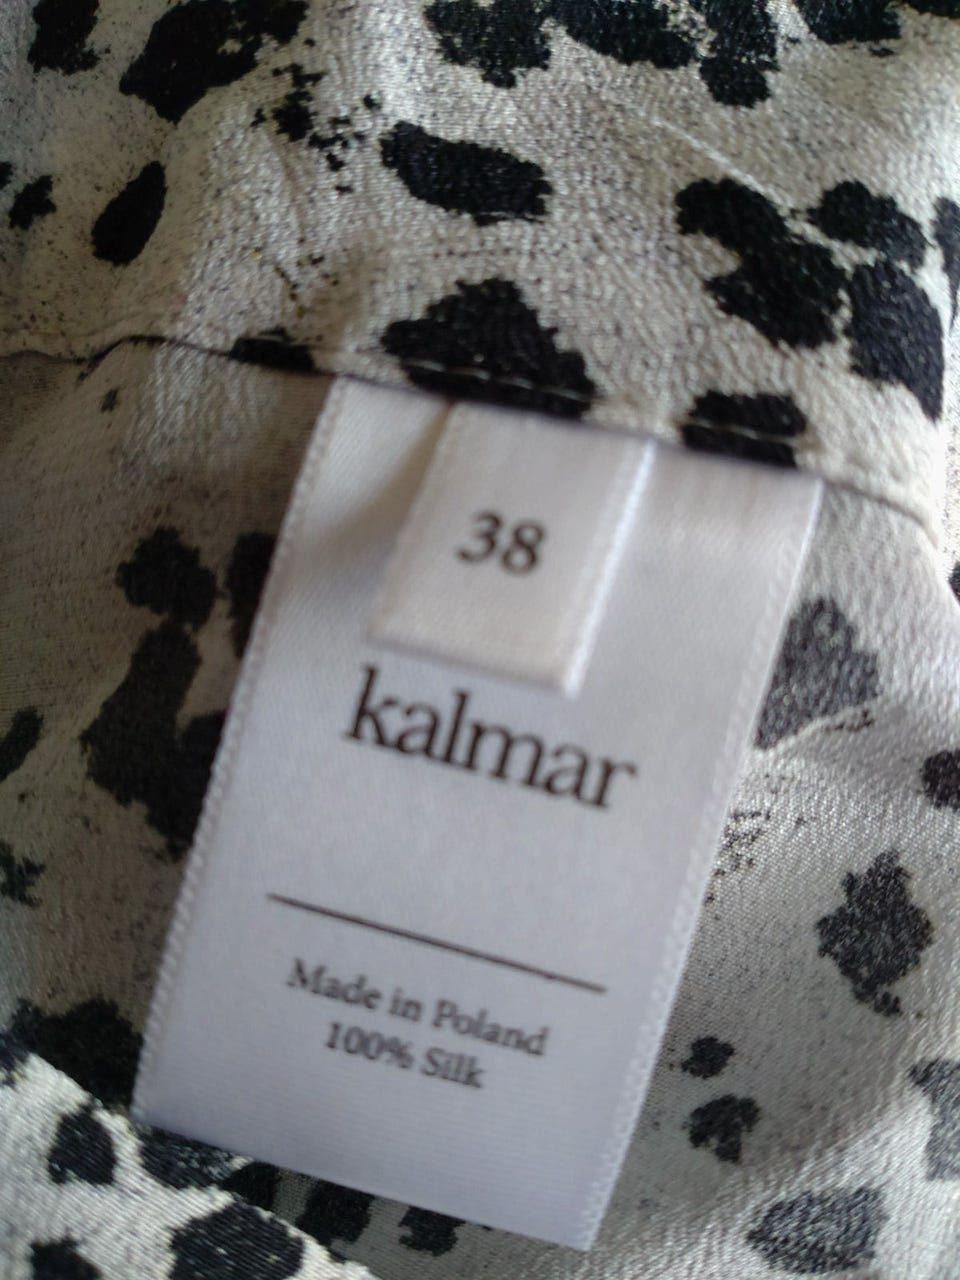 38
kalmar
Made in Poland
100% Silk